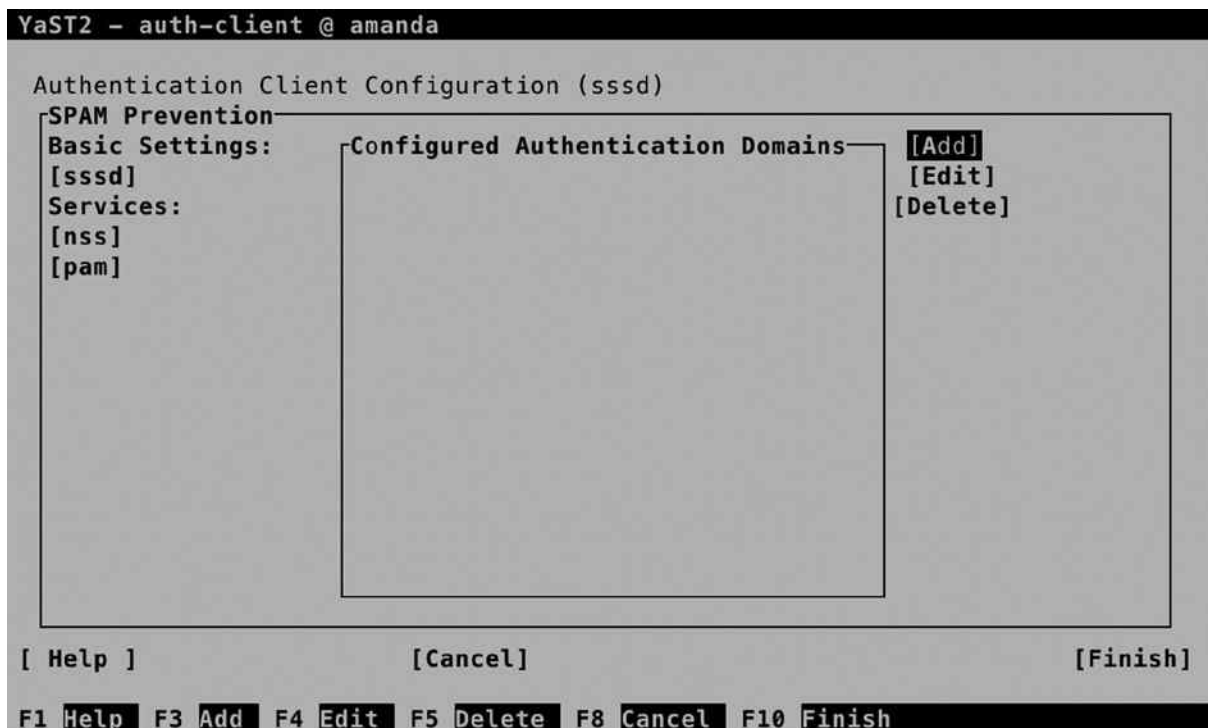 YaST2 – auth–client @ amanda
Authentication Client Configuration (sssd)
SPAM Prevention
Basic Settings: Configured Authentication Domains [Add]
[sssd] [Edit]
Services: [Delete]
[nss]
[pam]
[ Help ] [Cancel] [Finish]
F1 Help F3 Add F4 Edit F5 Delete F8 Cancel F10 Finish